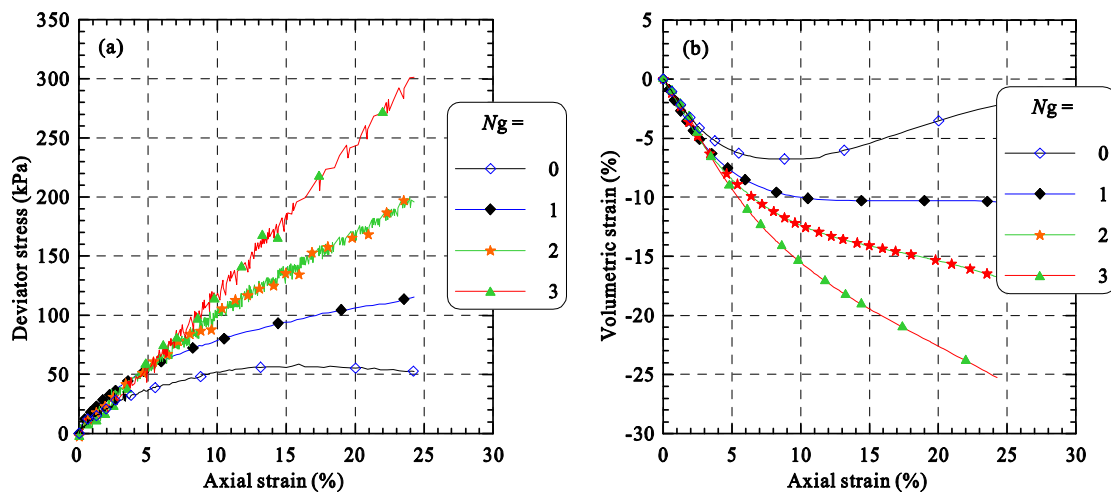 (a)
Deviator stress (kPa)
350
300
250
200
150
100
50
0
0 5 10 15 20 25 30
Axial strain (%)
Ng =
0
1
2
3
(b)
Volumetric strain (%)
5
0
-5
-10
-15
-20
-25
-30
0 5 10 15 20 25 30
Axial strain (%)
Ng =
0
1
2
3